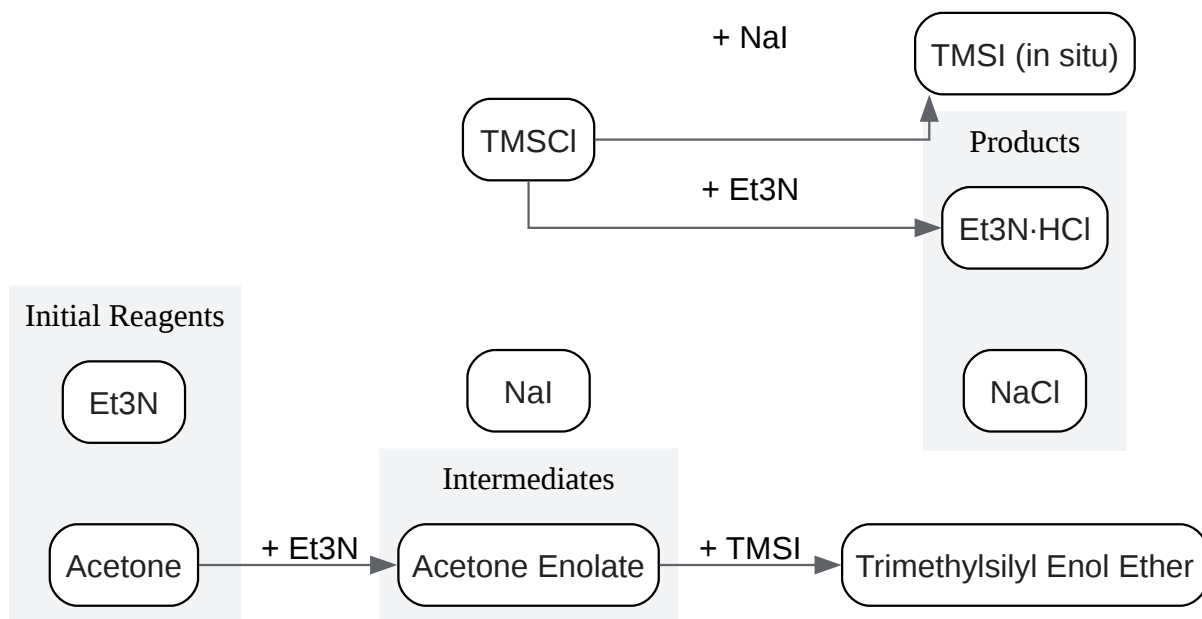 + NaI
TMSI (in situ)
TMSCl
Products
+ Et3N
Et3N·HCl
Initial Reagents
Et3N
NaI
NaCl
Intermediates
Acetone
+ Et3N
Acetone Enolate
+ TMSI
Trimethylsilyl Enol Ether